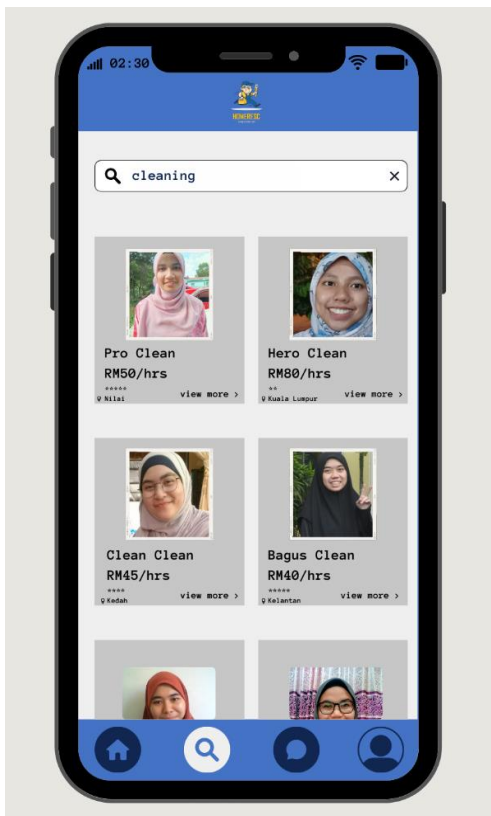 02:30
HOMERESC
cleaning
Pro Clean
RM50/hrs
*****
Nilai
view more >
Hero Clean
RM80/hrs
**
Kuala Lumpur
view more >
Clean Clean
RM45/hrs
****
Kedah
view more >
Bagus Clean
RM40/hrs
*****
Kelantan
view more >